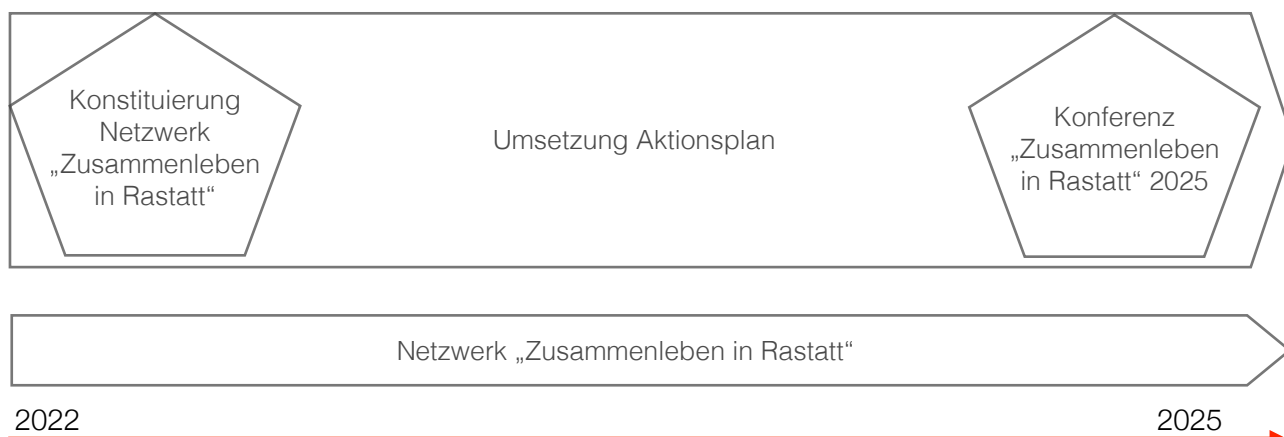 Konstituierung
Netzwerk
„Zusammenleben
in Rastatt“
Umsetzung Aktionsplan
Konferenz
„Zusammenleben
in Rastatt“ 2025
Netzwerk „Zusammenleben in Rastatt“
2022
2025